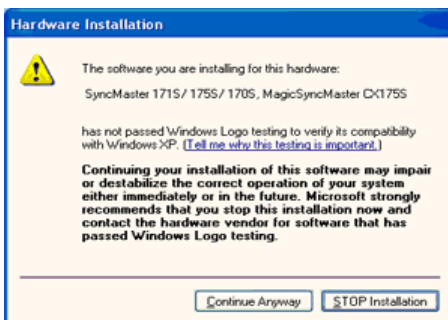 Hardware Installation
The software you are installing for this hardware:
SyncMaster 171S/ 175S/ 170S, MagicSyncMaster CX175S
has not passed Windows Logo testing to verify its compatibility
with Windows XP. (Tell me why this testing is important.)
Continuing your installation of this software may impair
or destabilize the correct operation of your system
either immediately or in the future. Microsoft strongly
recommends that you stop this installation now and
contact the hardware vendor for software that has
passed Windows Logo testing.
Continue Anyway
STOP Installation